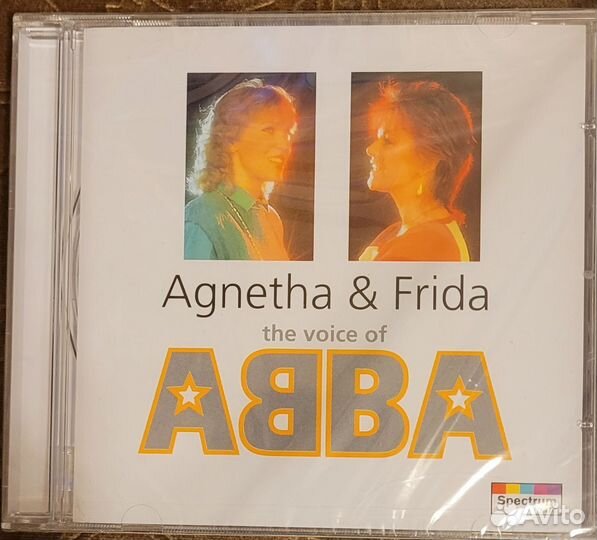 Agnetha & Frida
the voice of
ABBA
Spectrum
Avito